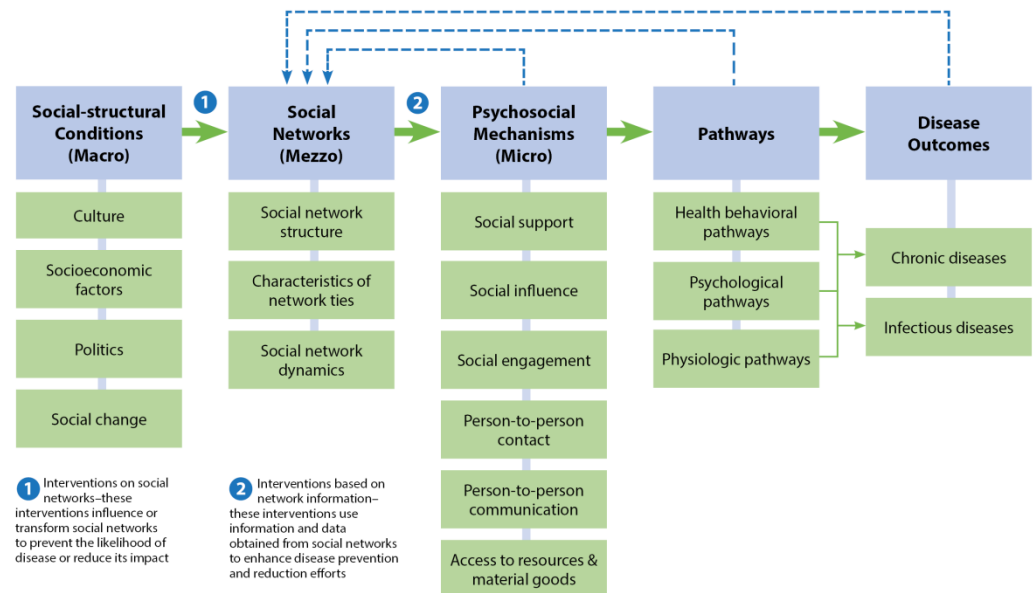 1
2
Social-structural
Conditions
(Macro)
Social
Networks
(Mezzo)
Psychosocial
Mechanisms
(Micro)
Pathways
Disease
Outcomes
Culture
Socioeconomic
factors
Politics
Social change
Social network
structure
Characteristics of
network ties
Social network
dynamics
Social support
Social influence
Social engagement
Person-to-person
contact
Person-to-person
communication
Access to resources &
material goods
Health behavioral
pathways
Psychological
pathways
Physiologic pathways
Chronic diseases
Infectious diseases
1 Interventions on social
networks–these
interventions influence or
transform social networks
to prevent the likelihood of
disease or reduce its impact
2 Interventions based on
network information–
these interventions use
information and data
obtained from social networks
to enhance disease prevention
and reduction efforts